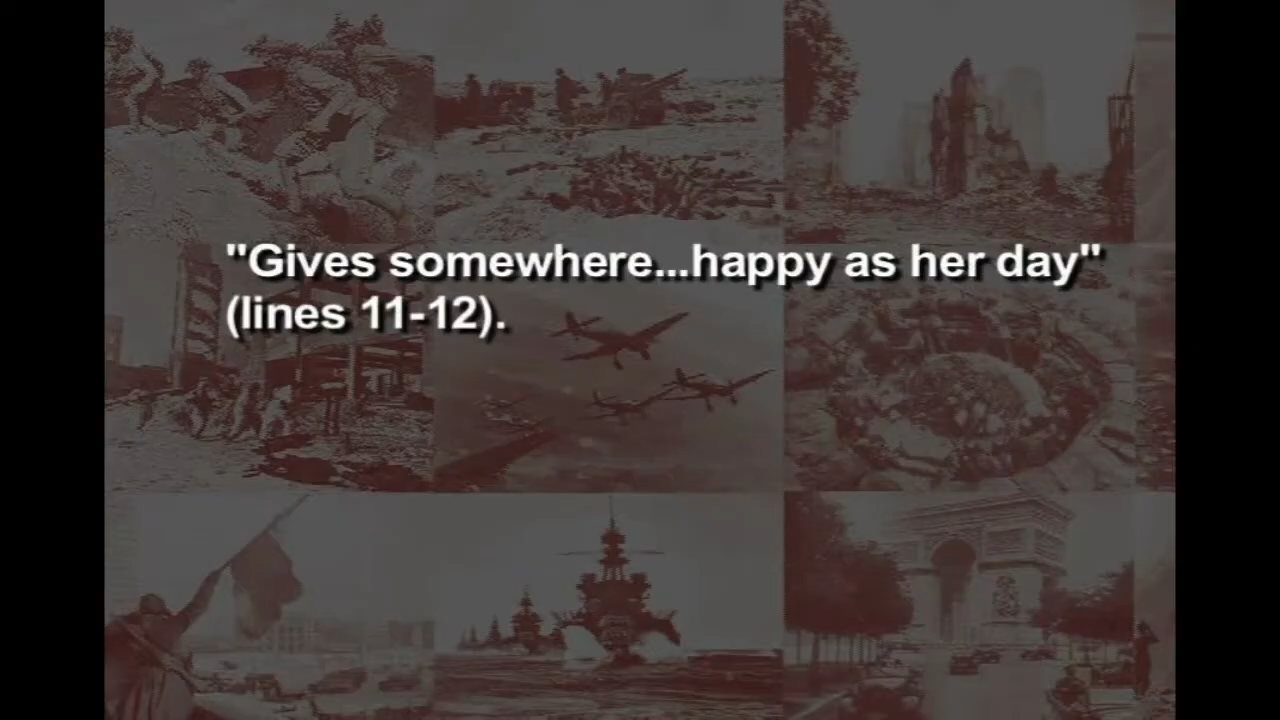 "Gives somewhere...happy as her day"
(lines 11-12).